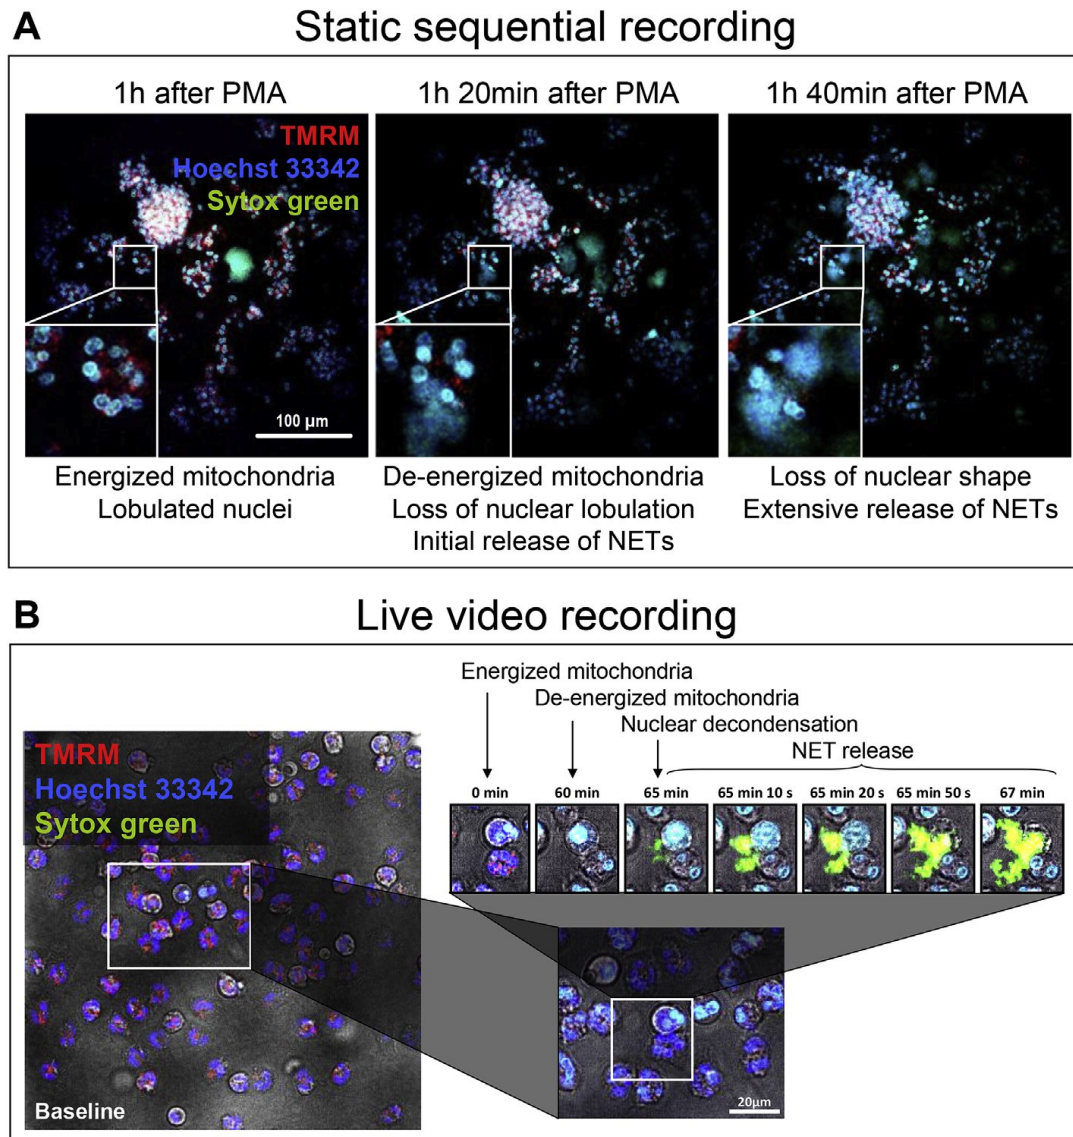 A
Static sequential recording
1h after PMA
1h 20min after PMA
1h 40min after PMA
TMRM
Hoechst 33342
Sytox green
100 µm
Energized mitochondria
Lobulated nuclei
De-energized mitochondria
Loss of nuclear lobulation
Initial release of NETs
Loss of nuclear shape
Extensive release of NETs
B
Live video recording
Energized mitochondria
De-energized mitochondria
Nuclear decondensation
NET release
TMRM
Hoechst 33342
Sytox green
0 min
60 min
65 min
65 min 10 s
65 min 20 s
65 min 50 s
67 min
Baseline
20µm